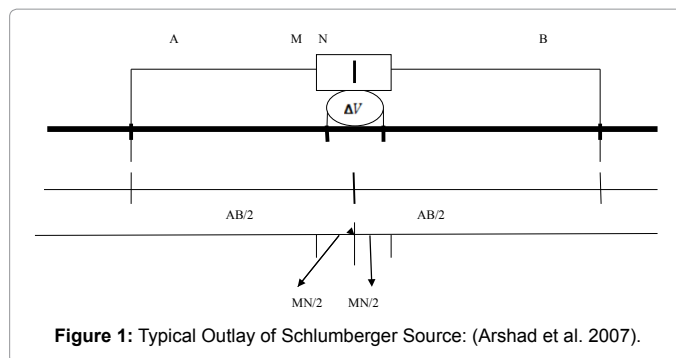 A M N B
ΔV
AB/2 AB/2
MN/2 MN/2
Figure 1: Typical Outlay of Schlumberger Source: (Arshad et al. 2007).